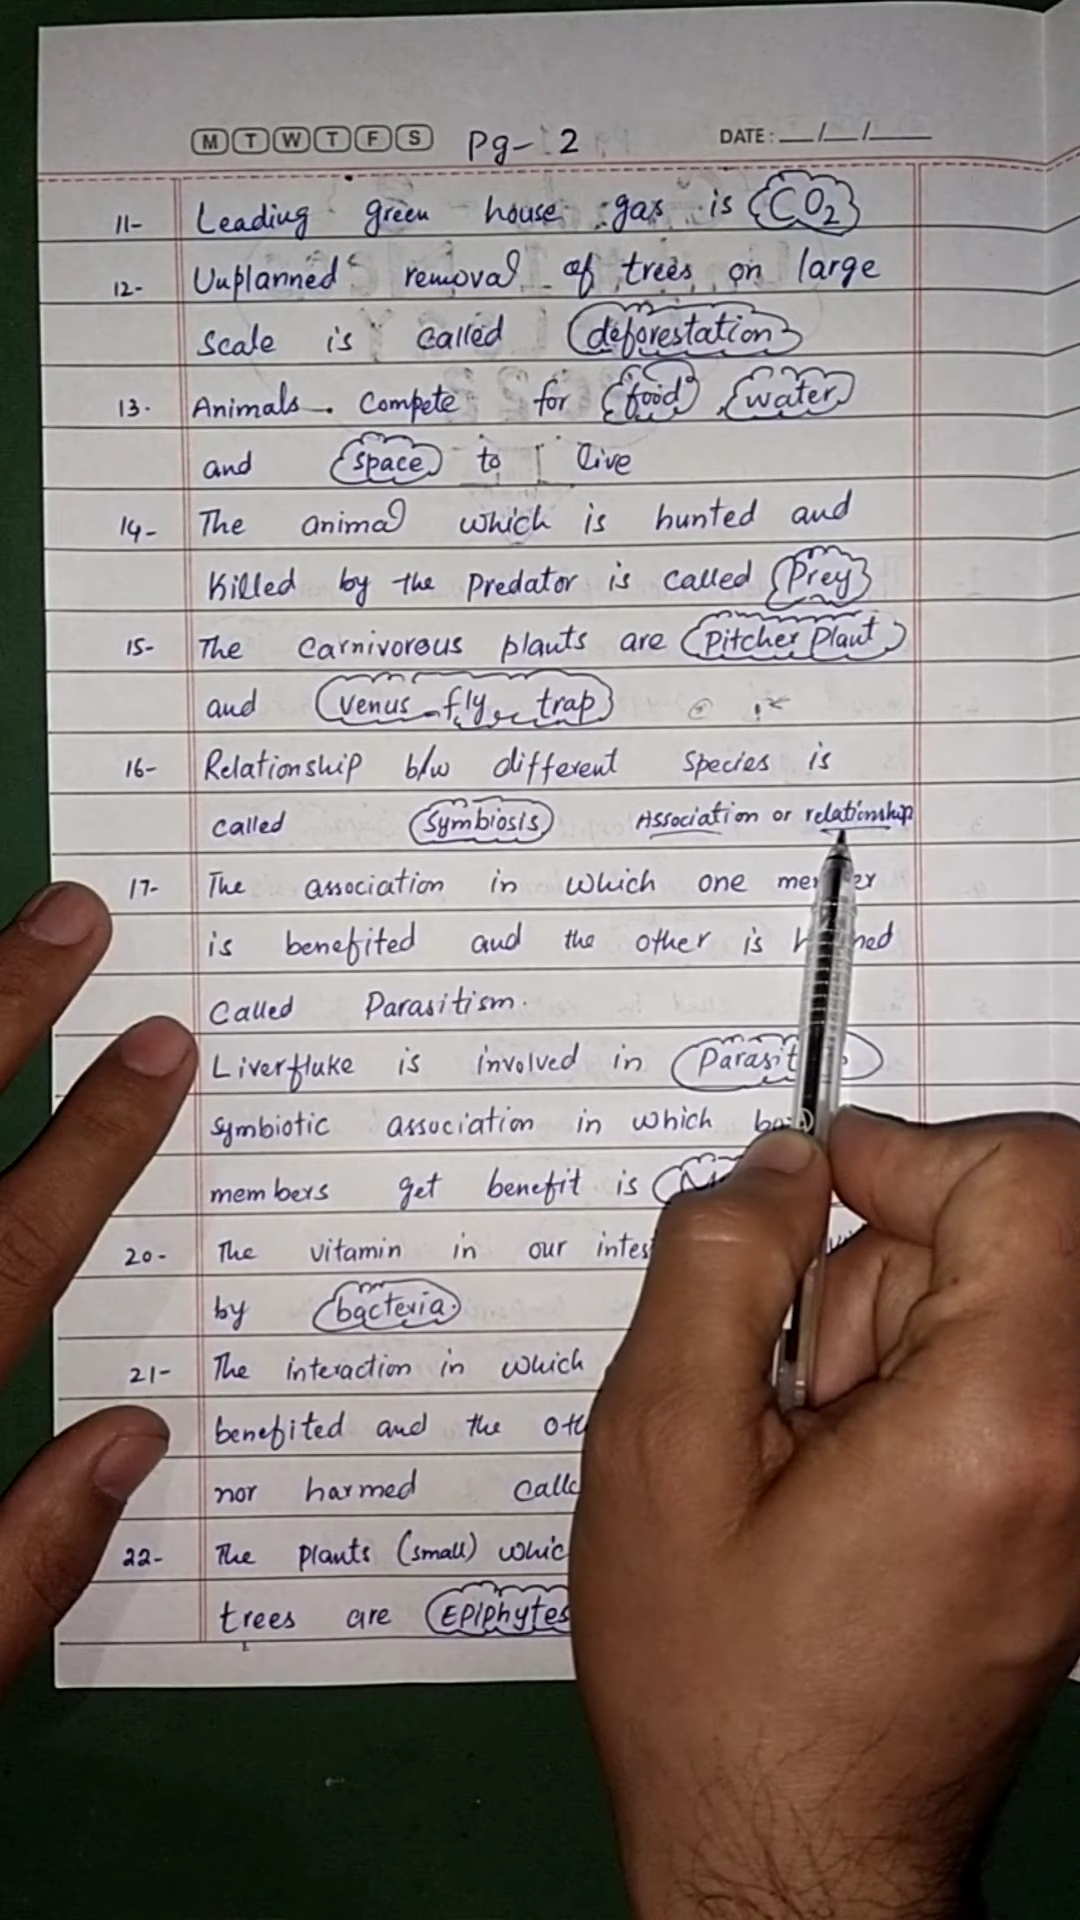 M T W T F S Pg-2 DATE: __/__/____
11- Leading green house gas is CO2
12- Unplanned removal of trees on large
scale is called deforestation
13. Animals compete for food, water
and space to live
14- The animal which is hunted and
killed by the predator is called Prey
15- The carnivorous plants are Pitcher Plant
and venus fly trap
16- Relationship b/w different species is
called Symbiosis Association or relationship
17- The association in which one
is benefited and the other is
called Parasitism.
Liverfluke is involved in
symbiotic association in which
members get benefit is
20- The vitamin in our
by bacteria.
21- The interaction in which
benefited and the
nor harmed
22- The plants (small)
trees are Epiphytes